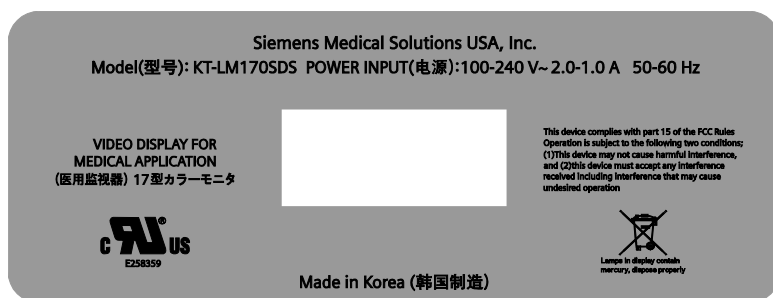 Siemens Medical Solutions USA, Inc.
Model(型号): KT-LM170SDS POWER INPUT(电源):100-240 V~ 2.0-1.0 A 50-60 Hz
VIDEO DISPLAY FOR
MEDICAL APPLICATION
(医用监视器) 17型カラーモニタ
This device complies with part 15 of the FCC Rules
Operation is subject to the following two conditions;
(1)This device may not cause harmful interference,
and (2)this device must accept any interference
received including interference that may cause
undesired operation
C RU ® US
E258359
Lamps in display contain
mercury, dispose properly
Made in Korea (韩国制造)